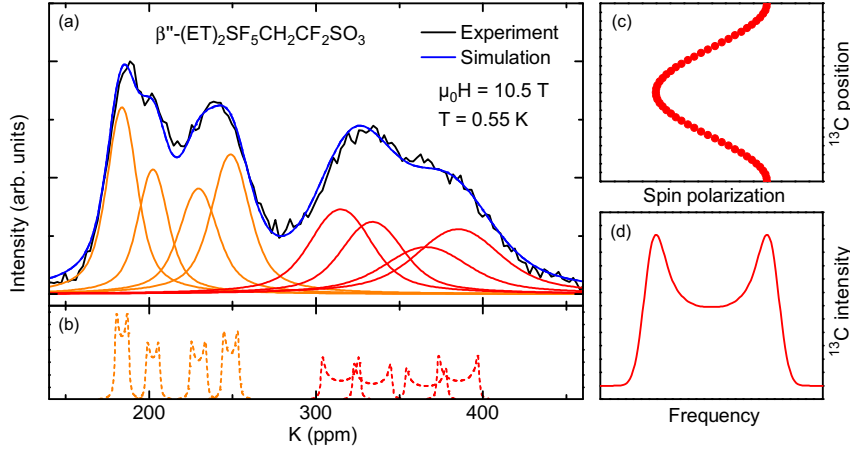 (a)
β"-(ET)₂SF₅CH₂CF₂SO₃
Experiment
Simulation
μ₀H = 10.5 T
T = 0.55 K
Intensity (arb. units)
(b)
200
300
400
K (ppm)
(c)
¹³C position
Spin polarization
(d)
¹³C intensity
Frequency